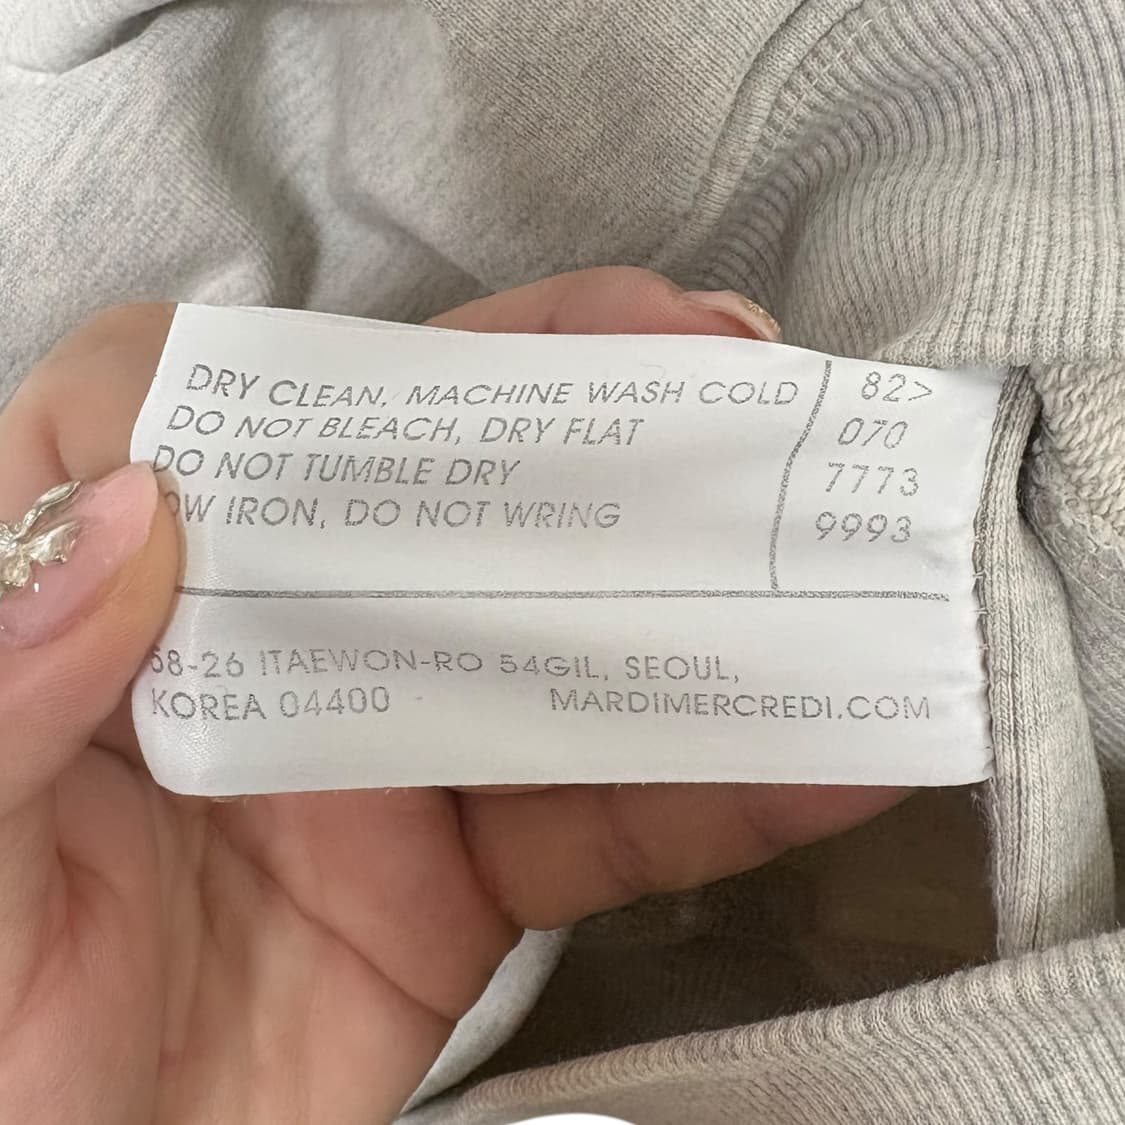 DRY CLEAN, MACHINE WASH COLD
DO NOT BLEACH, DRY FLAT
DO NOT TUMBLE DRY
OW IRON, DO NOT WRING
82>
070
7773
9993
58-26 ITAEWON-RO 54GIL, SEOUL,
KOREA 04400 MARDIMERCREDI.COM